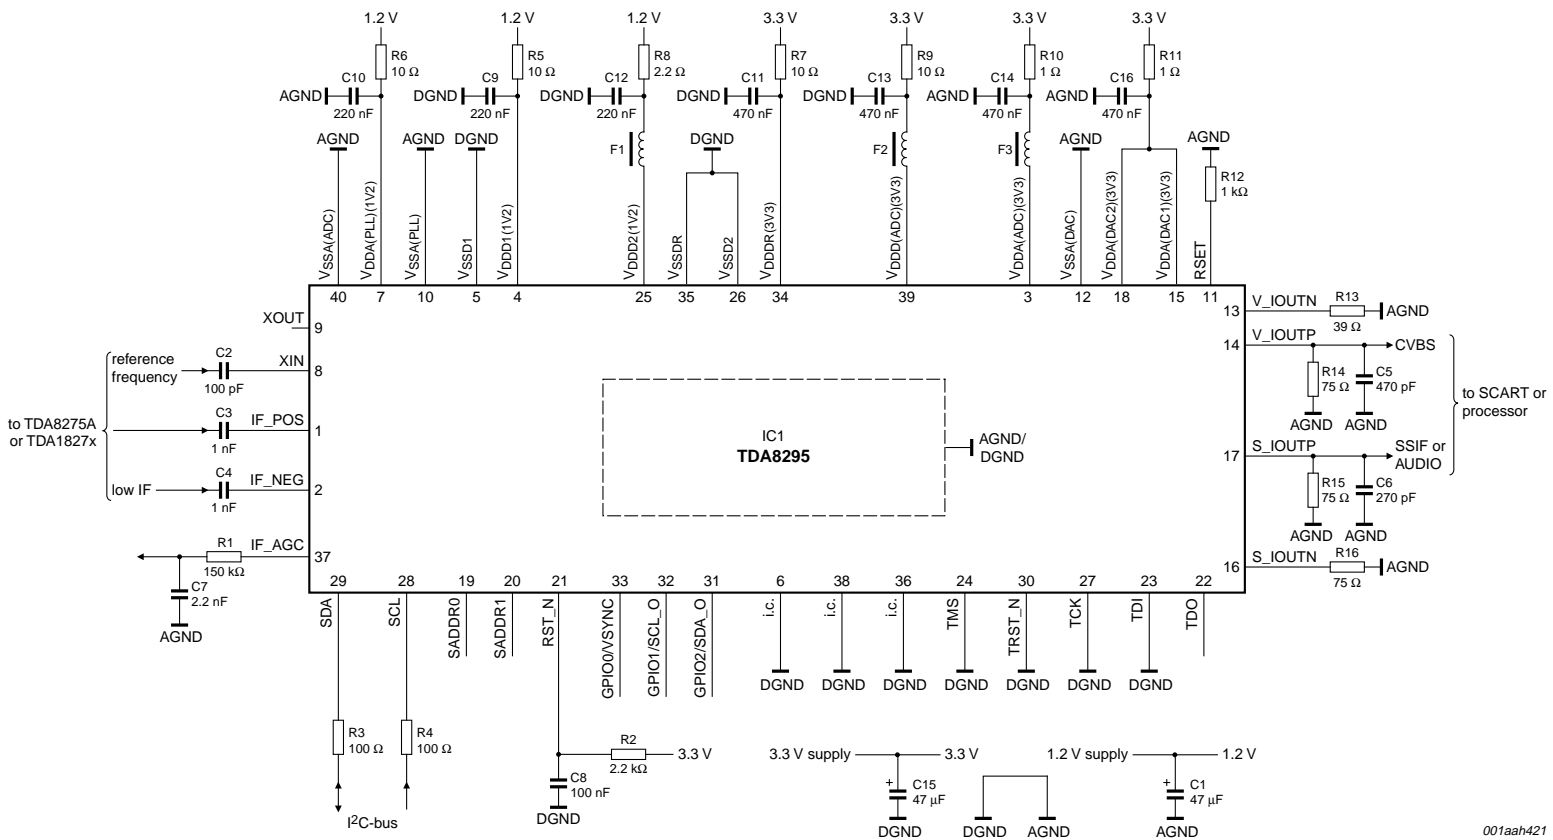 1.2 V 1.2 V 1.2 V 3.3 V 3.3 V 3.3 V 3.3 V
R6 10 Ω
R5 10 Ω
R8 2.2 Ω
R7 10 Ω
R9 10 Ω
R10 1 Ω
R11 1 Ω
AGND C10 220 nF
DGND C9 220 nF
DGND C12 220 nF
DGND C11 470 nF
DGND C13 470 nF
AGND C14 470 nF
AGND C16 470 nF
AGND
AGND
DGND
F1
DGND
F2
F3
AGND
AGND
R12 1 kΩ
VSSA(ADC)
VDDA(PLL)(1V2)
VSSA(PLL)
VSSD1
VDDD1(1V2)
VDDD2(1V2)
VSSDR
VSSD2
VDDDR(3V3)
VDDD(ADC)(3V3)
VDDA(ADC)(3V3)
VSSA(DAC)
VDDA(DAC2)(3V3)
VDDA(DAC1)(3V3)
RSET
40 7 10 5 4 25 35 26 34 39 3 12 18 15 11
XOUT 9
reference
frequency
C2
100 pF
XIN 8
to TDA8275A
or TDA1827x
C3
1 nF
IF_POS 1
low IF
C4
1 nF
IF_NEG 2
R1
150 kΩ
IF_AGC 37
C7
2.2 nF
AGND
IC1
TDA8295
AGND/
DGND
13 V_IOUTN
R13
39 Ω
AGND
14 V_IOUTP
CVBS
R14
75 Ω
C5
470 pF
AGND AGND
to SCART or
processor
17 S_IOUTP
SSIF or
AUDIO
R15
75 Ω
C6
270 pF
AGND AGND
16 S_IOUTN
R16
75 Ω
AGND
29 28 19 20 21 33 32 31 6 38 36 24 30 27 23 22
SDA
SCL
SADDR0
SADDR1
RST_N
GPIO0/VSYNC
GPIO1/SCL_O
GPIO2/SDA_O
i.c.
i.c.
i.c.
TMS
TRST_N
TCK
TDI
TDO
DGND DGND DGND DGND DGND DGND DGND
R3
100 Ω
R4
100 Ω
I2C-bus
R2
2.2 kΩ
3.3 V
C8
100 nF
DGND
3.3 V supply 3.3 V
+
C15
47 μF
DGND
DGND AGND
1.2 V supply 1.2 V
+
C1
47 μF
AGND
001aah421